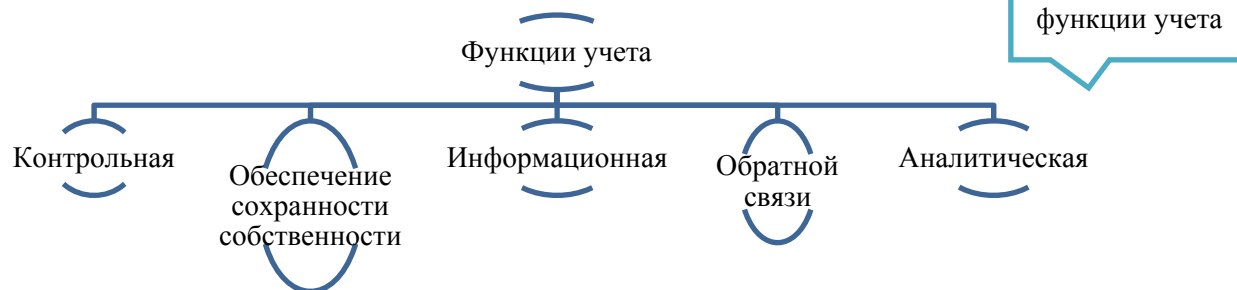 функции учета
Функции учета
Контрольная
Обеспечение
сохранности
собственности
Информационная
Обратной
связи
Аналитическая